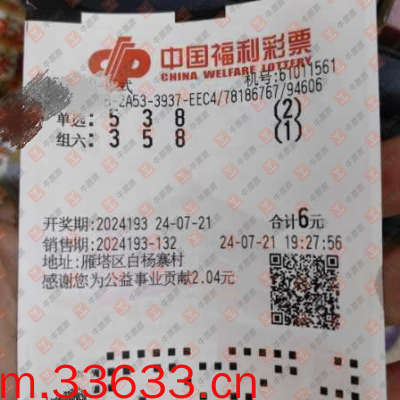 中国福利彩票
CHINA WELFARE LOTTERY
式
机号:61011561
-2A53-3937-EEC4/78186767/94606
单选: 5 3 8 (2)
组六: 3 5 8 (1)
开奖期:2024193 24-07-21 合计6元
销售期:2024193-132 24-07-21 19:27:56
地址:雁塔区白杨寨村
感谢您为公益事业贡献2.04元
m.33633.cn